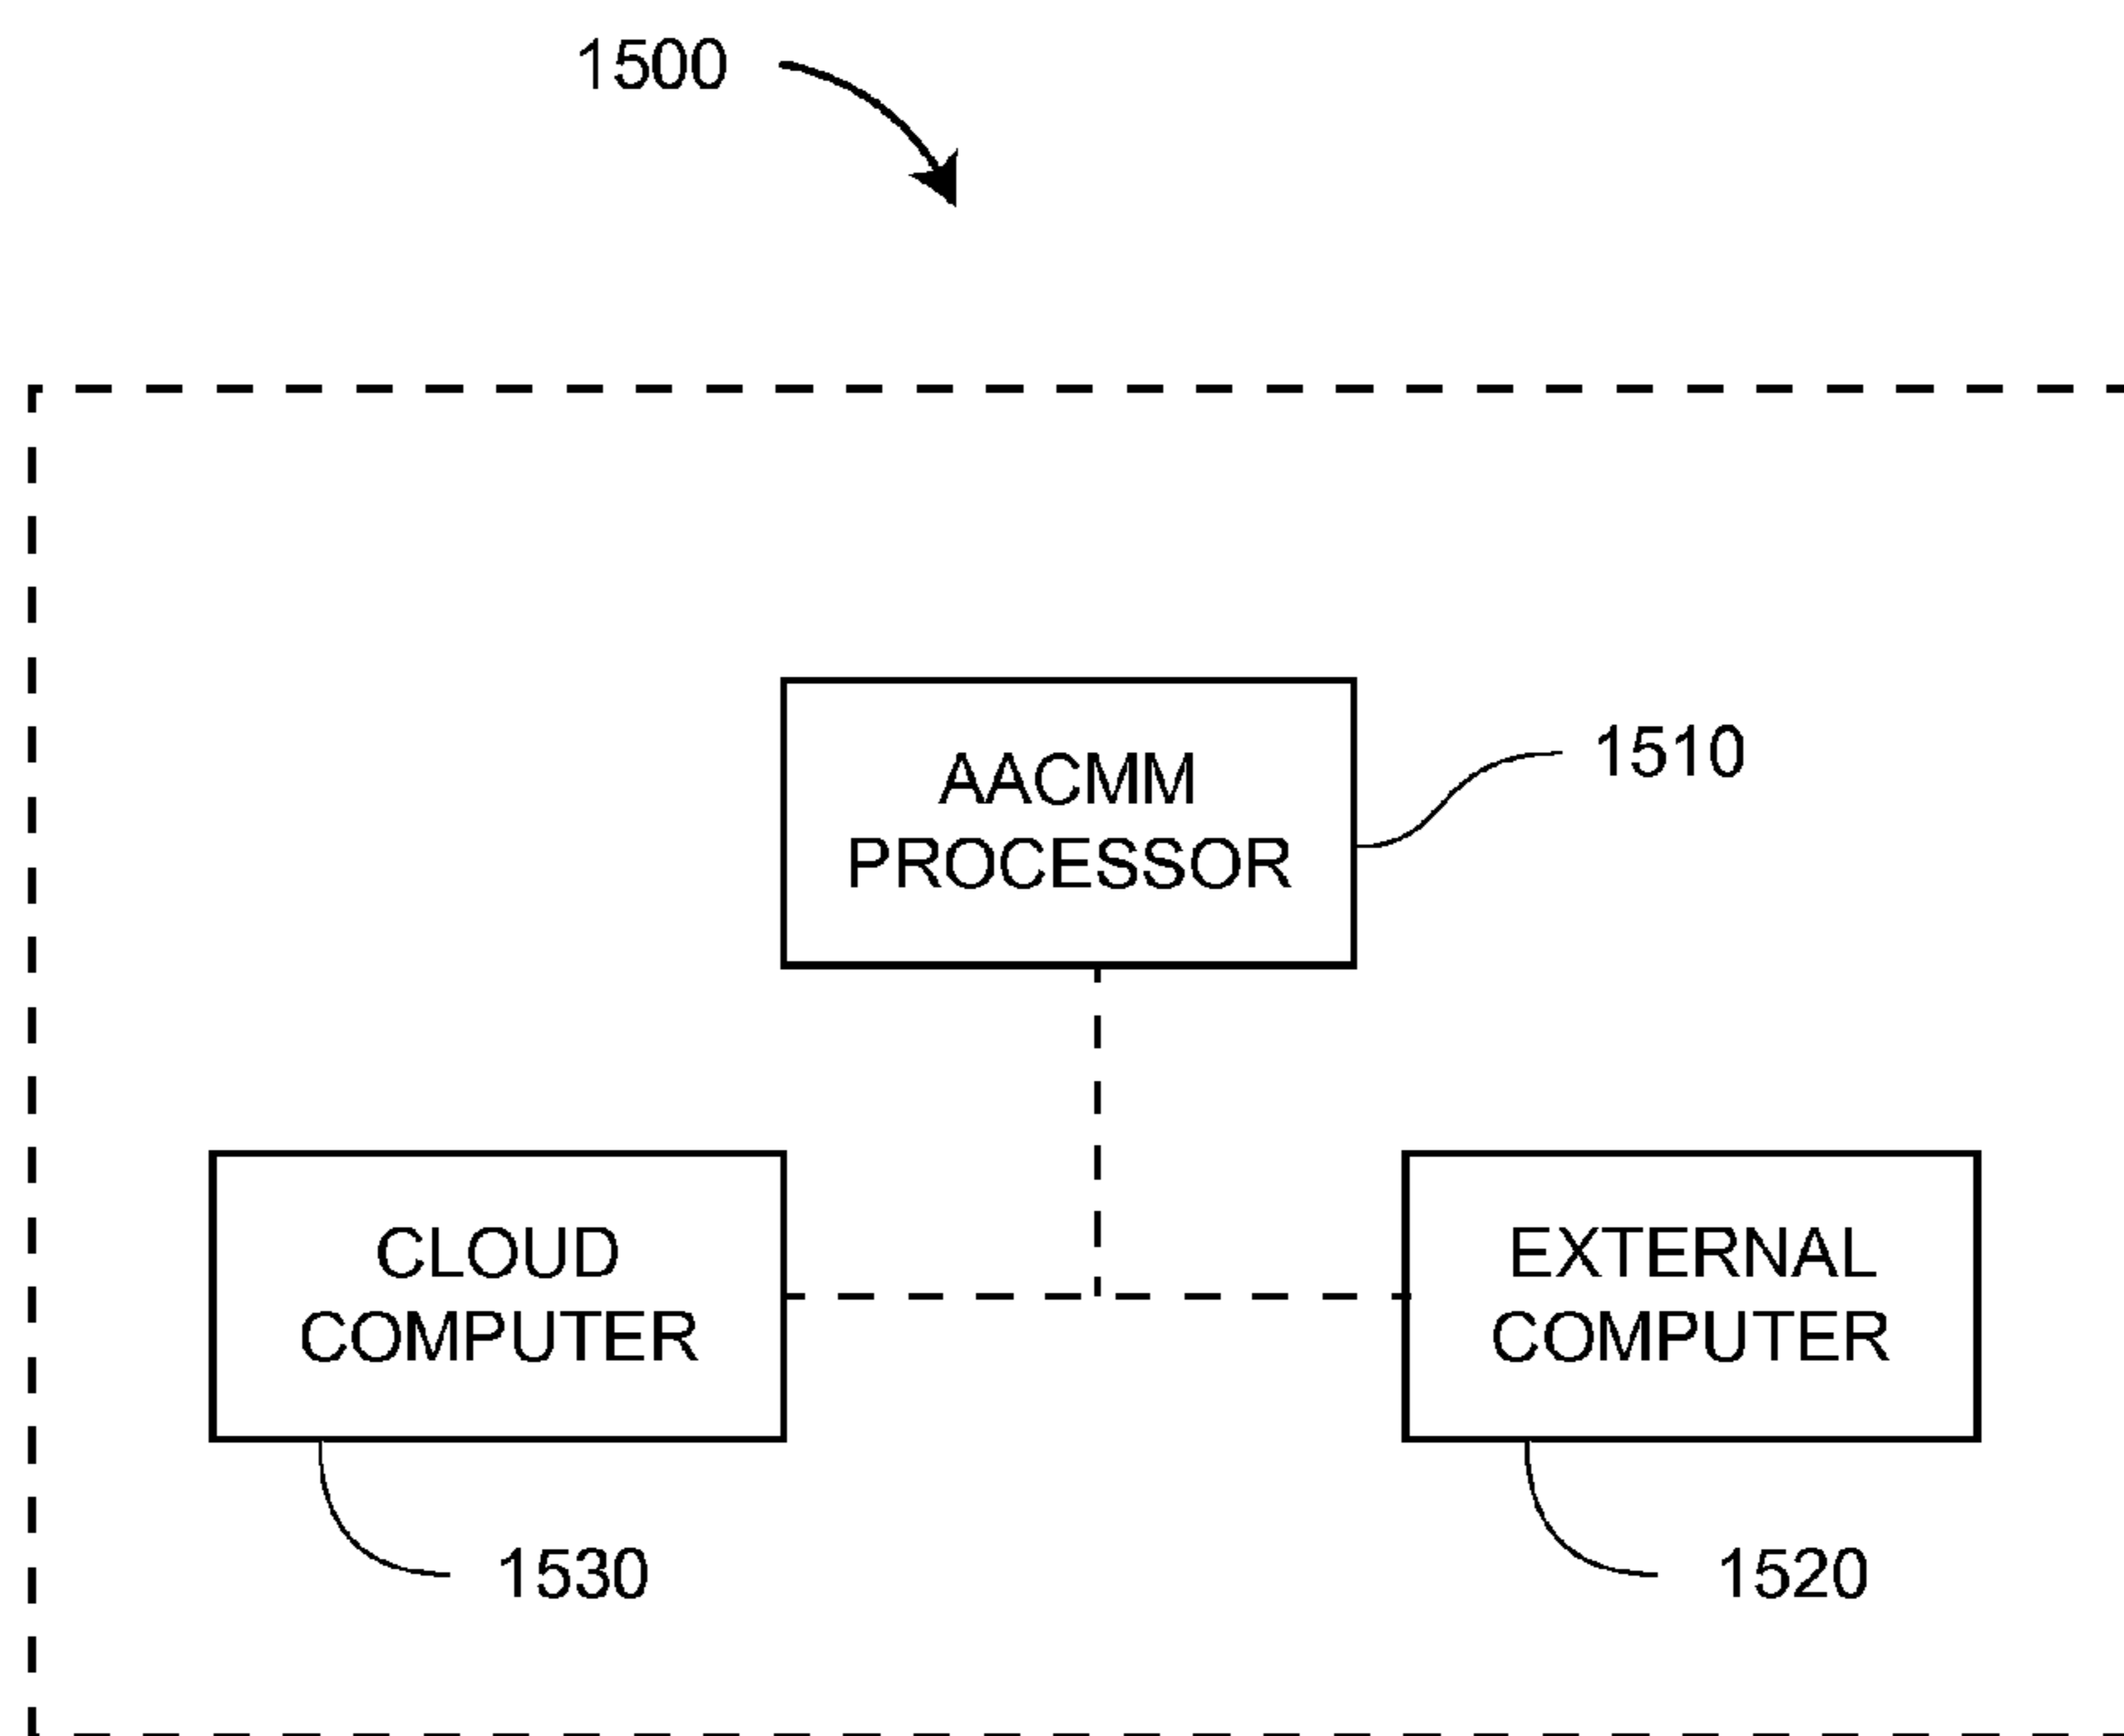 1500
AACMM
PROCESSOR
1510
CLOUD
COMPUTER
EXTERNAL
COMPUTER
1530
1520